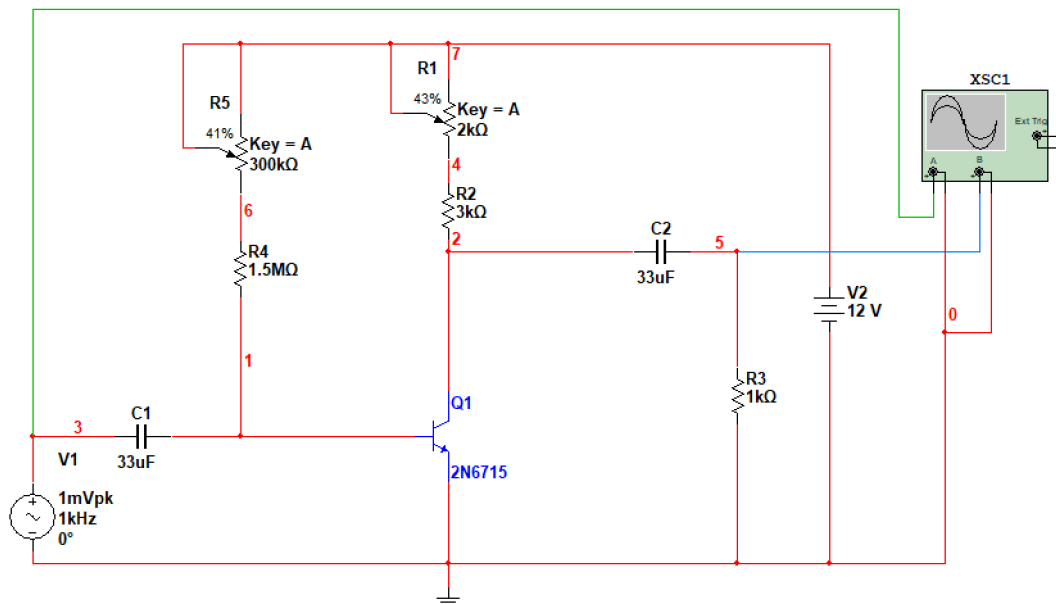 XSC1
Ext Trig
+
A
B
+
+
7
R1
43%
Key = A
2kΩ
R5
41%
Key = A
300kΩ
4
6
R2
3kΩ
2
R4
1.5MΩ
C2
5
33uF
V2
12 V
0
1
R3
1kΩ
Q1
2N6715
3
C1
33uF
V1
1mVpk
1kHz
0°